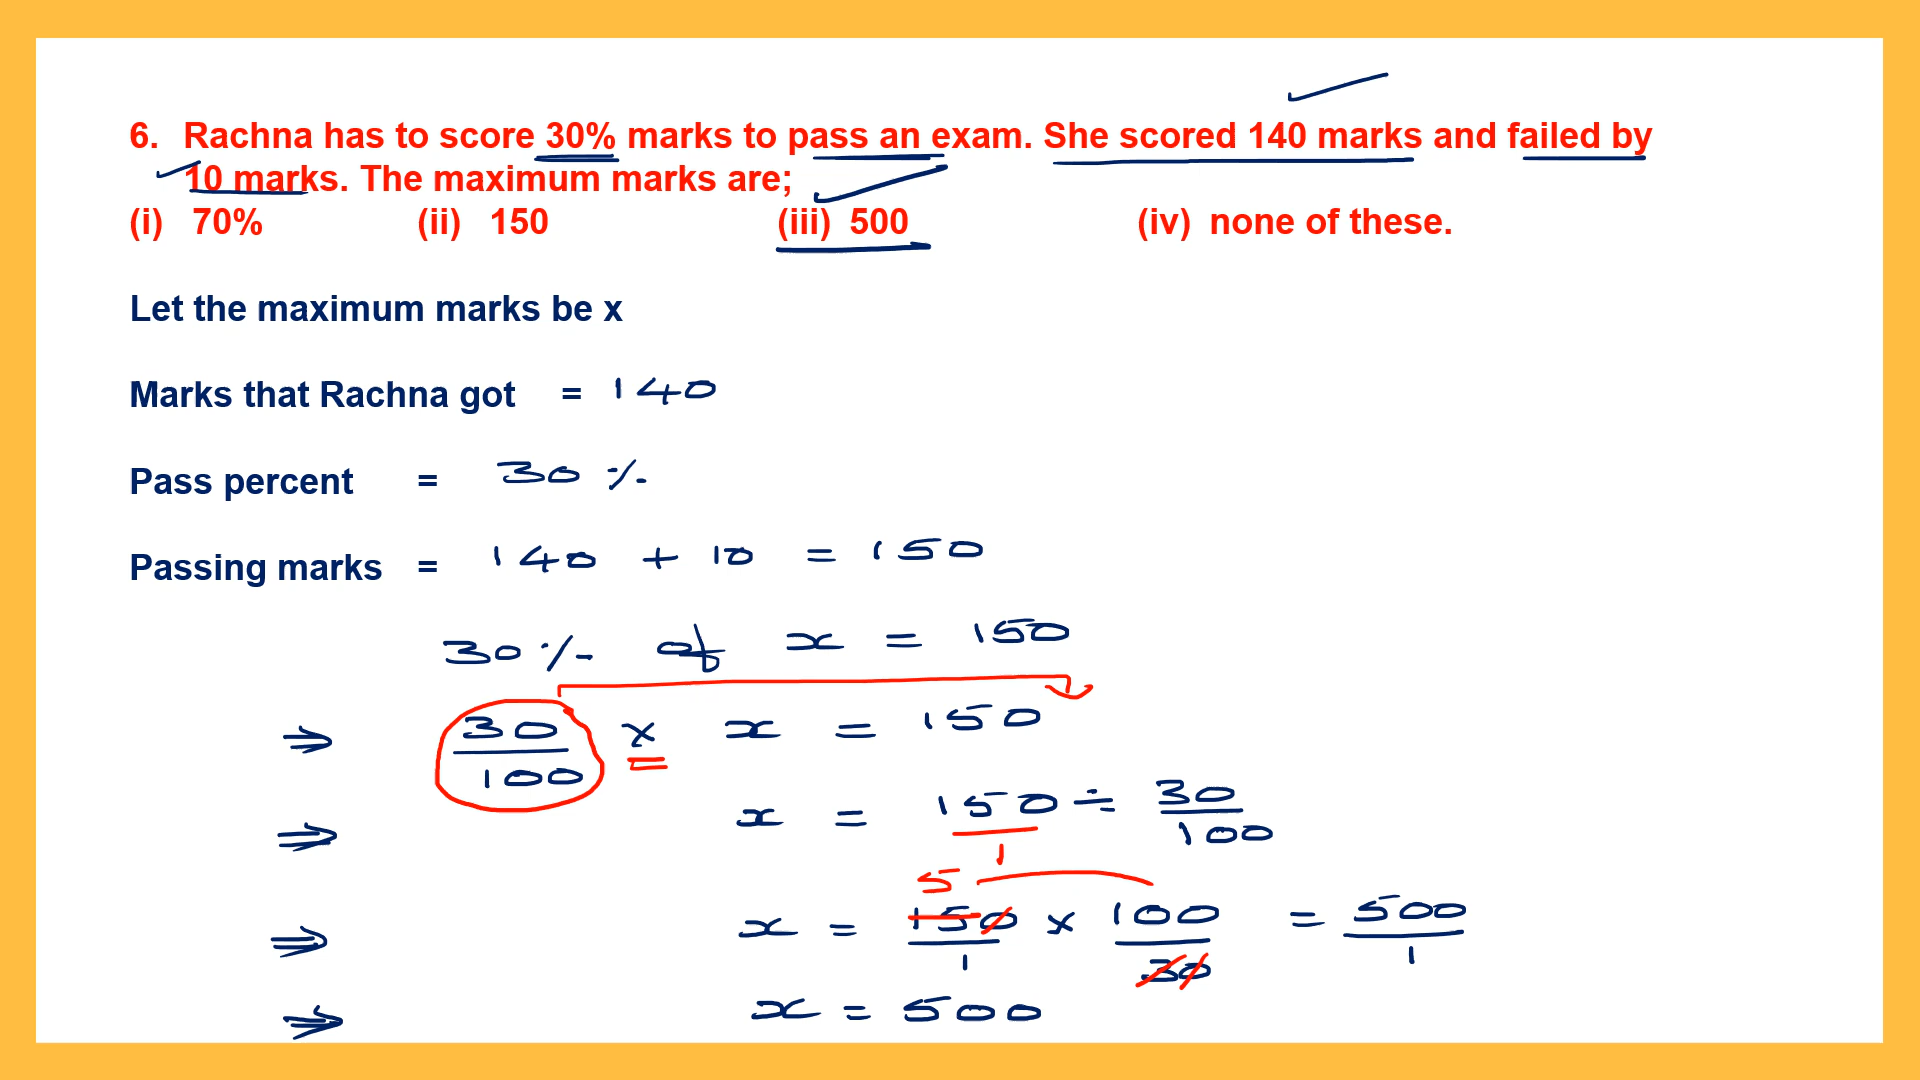 6. Rachna has to score 30% marks to pass an exam. She scored 140 marks and failed by
10 marks. The maximum marks are;
(i) 70% (ii) 150 (iii) 500 (iv) none of these.
Let the maximum marks be x
Marks that Rachna got = 140
Pass percent = 30 %
Passing marks = 140 + 10 = 150
30 % of x = 150
⇒ 30/100 × x = 150
⇒ x = 150/1 ÷ 30/100
5
⇒ x = 150/1 × 100/30 = 500/1
⇒ x = 500